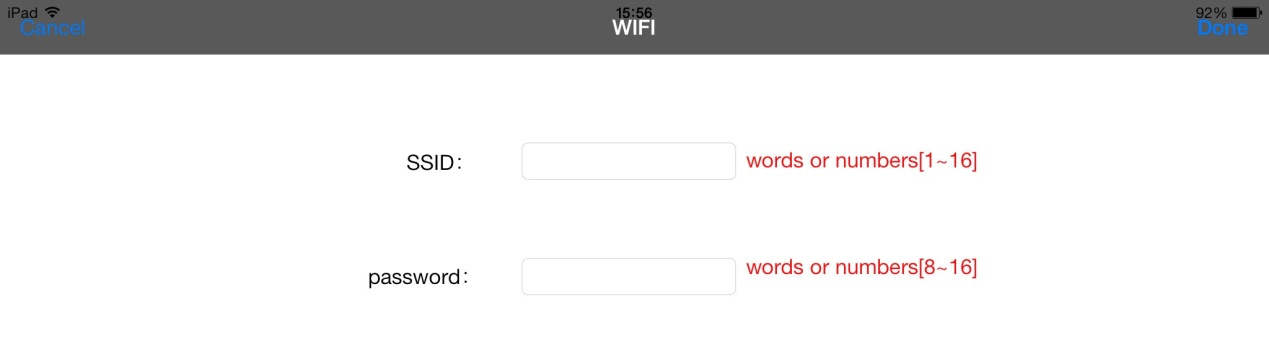 iPad 15:56 92%
Cancel WIFI Done
SSID: words or numbers[1~16]
password: words or numbers[8~16]